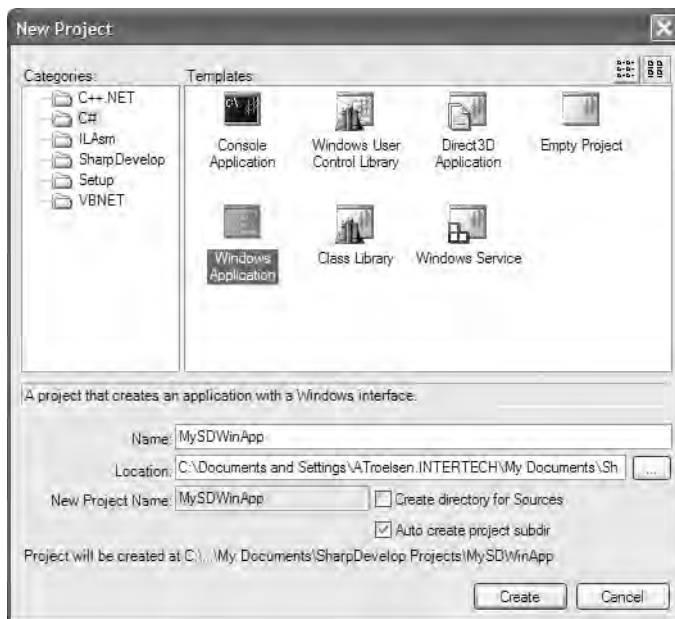 New Project
Categories:
Templates:
C++.NET
C#
ILAsm
SharpDevelop
Setup
VBNET
Console
Application
Windows User
Control Library
Direct3D
Application
Empty Project
Windows
Application
Class Library
Windows Service
A project that creates an application with a Windows interface.
Name: MySDWinApp
Location: C:\Documents and Settings\ATroelsen.INTERTECH\My Documents\Sh ...
New Project Name: MySDWinApp
Create directory for Sources
Auto create project subdir
Project will be created at C:\...\My Documents\SharpDevelop Projects\MySDWinApp
Create
Cancel